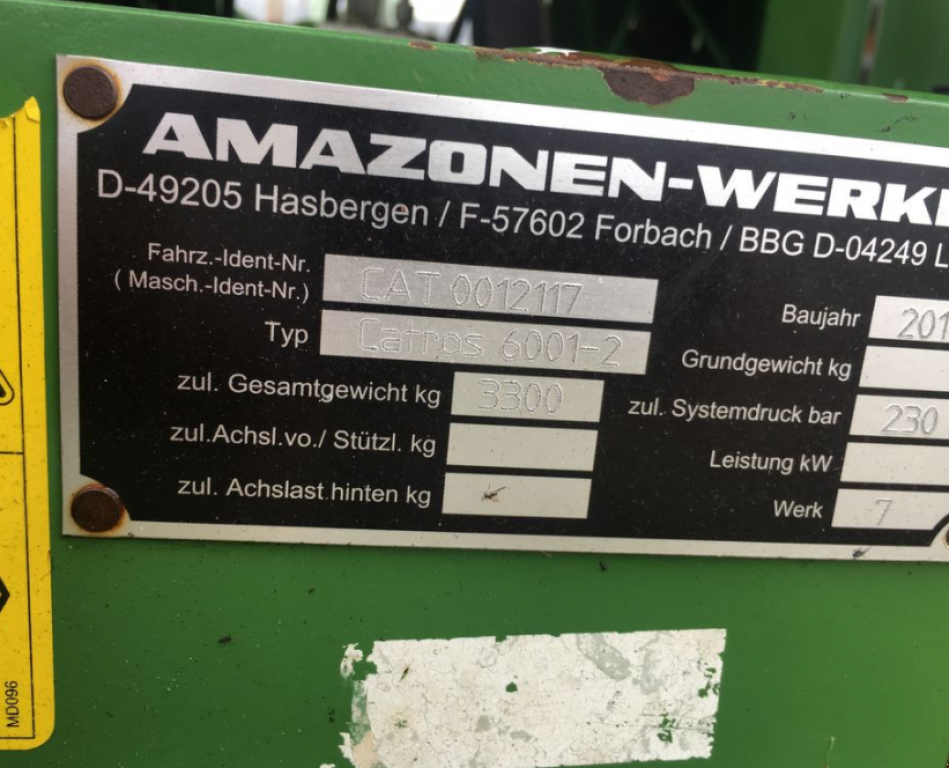 AMAZONEN-WERKE
D-49205 Hasbergen / F-57602 Forbach / BBG D-04249 L
Fahrz.-Ident-Nr.
( Masch.-Ident-Nr.) CAT 0012117
Typ Catros 6001-2
zul. Gesamtgewicht kg 3300
zul.Achsl.vo./ Stützl. kg
zul. Achslast hinten kg
Baujahr 201
Grundgewicht kg
zul. Systemdruck bar 230
Leistung kW
Werk 7
MD096